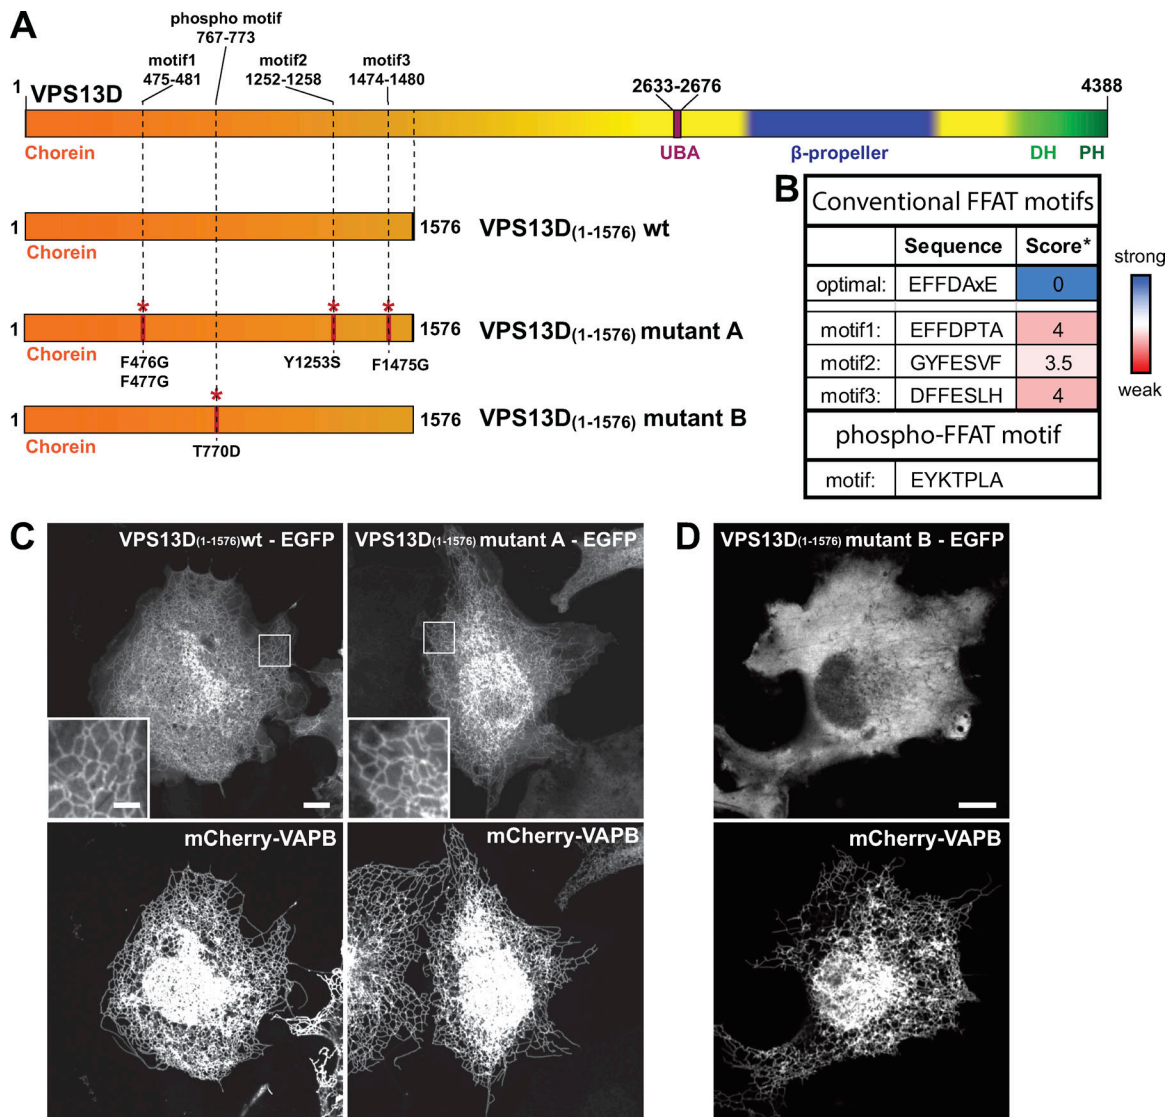 A
phospho motif
767-773
motif1
475-481
motif2
1252-1258
motif3
1474-1480
1
VPS13D
2633-2676
4388
Chorein
UBA
β-propeller
DH
PH
1
1576
VPS13D(1-1576) wt
Chorein
*
*
*
1
1576
VPS13D(1-1576) mutant A
Chorein
F476G
F477G
Y1253S
F1475G
*
1
1576
VPS13D(1-1576) mutant B
Chorein
T770D
B
Conventional FFAT motifs
Sequence Score*
optimal: EFFDAxE 0
motif1: EFFDPTA 4
motif2: GYFESVF 3.5
motif3: DFFESLH 4
phospho-FFAT motif
motif: EYKTPLA
strong
weak
C
VPS13D(1-1576)wt - EGFP
VPS13D(1-1576) mutant A - EGFP
mCherry-VAPB
mCherry-VAPB
D
VPS13D(1-1576) mutant B - EGFP
mCherry-VAPB